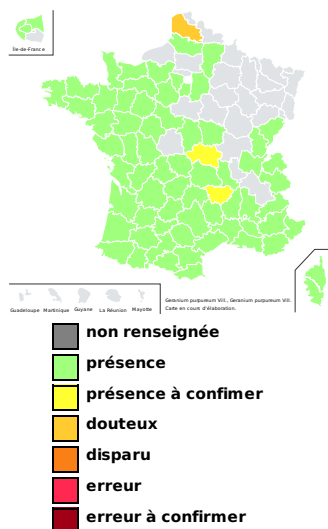 Île-de-France
Geranium purpureum Vill., Geranium purpureum Vill.
Carte en cours d'élaboration.
Guadeloupe Martinique Guyane La Réunion Mayotte
non renseignée
présence
présence à confimer
douteux
disparu
erreur
erreur à confirmer